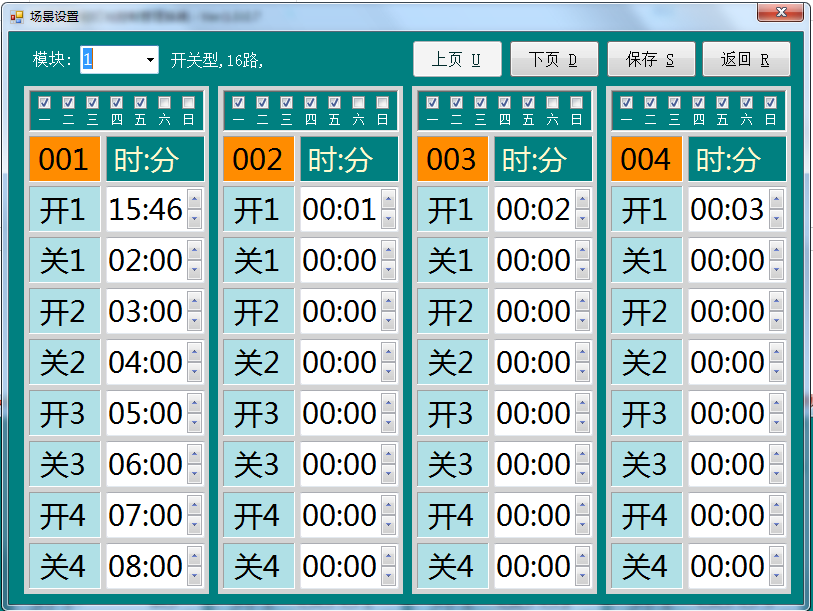 场景设置
模块: 1 开关型,16路, 上页 U 下页 D 保存 S 返回 R
一 二 三 四 五 六 日 一 二 三 四 五 六 日 一 二 三 四 五 六 日 一 二 三 四 五 六 日
001 时:分 002 时:分 003 时:分 004 时:分
开1 15:46 开1 00:01 开1 00:02 开1 00:03
关1 02:00 关1 00:00 关1 00:00 关1 00:00
开2 03:00 开2 00:00 开2 00:00 开2 00:00
关2 04:00 关2 00:00 关2 00:00 关2 00:00
开3 05:00 开3 00:00 开3 00:00 开3 00:00
关3 06:00 关3 00:00 关3 00:00 关3 00:00
开4 07:00 开4 00:00 开4 00:00 开4 00:00
关4 08:00 关4 00:00 关4 00:00 关4 00:00